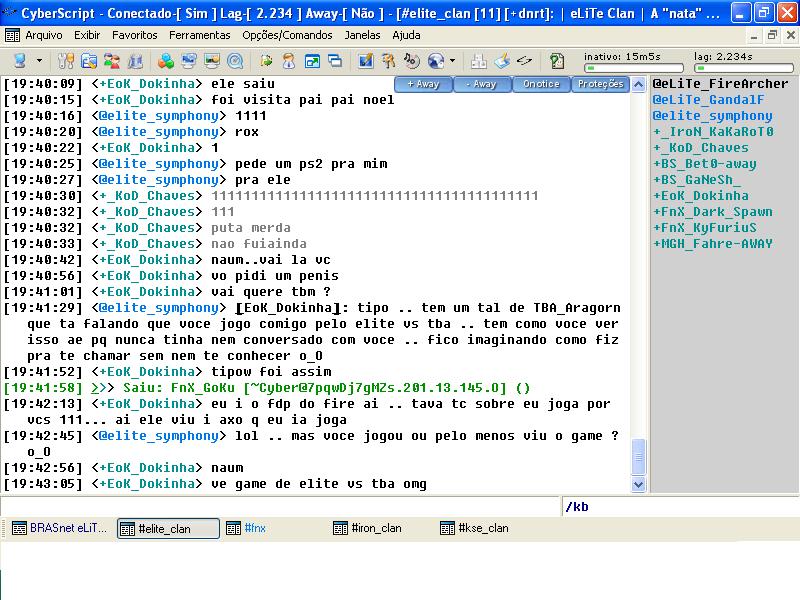 CyberScript - Conectado-[ Sim ] Lag-[ 2.234 ] Away-[ Não ] - [#elite_clan [11] [+dnrt]: | eLiTe Clan | A "nata" ...
Arquivo Exibir Favoritos Ferramentas Opções/Comandos Janelas Ajuda
inativo: 15m5s lag: 2.234s
+ Away - Away Onotice Proteções
[19:40:09] <+EoK_Dokinha> ele saiu
[19:40:15] <+EoK_Dokinha> foi visita pai pai noel
[19:40:16] <@elite_symphony> 1111
[19:40:20] <@elite_symphony> rox
[19:40:22] <+EoK_Dokinha> 1
[19:40:25] <@elite_symphony> pede um ps2 pra mim
[19:40:27] <@elite_symphony> pra ele
[19:40:30] <+_KoD_Chaves> 11111111111111111111111111111111111111111
[19:40:32] <+_KoD_Chaves> 111
[19:40:32] <+_KoD_Chaves> puta merda
[19:40:33] <+_KoD_Chaves> nao fuiainda
[19:40:42] <+EoK_Dokinha> naum..vai la vc
[19:40:56] <+EoK_Dokinha> vo pidi um penis
[19:41:01] <+EoK_Dokinha> vai quere tbm ?
[19:41:29] <@elite_symphony> [EoK_Dokinha]: tipo .. tem um tal de TBA_Aragorn
que ta falando que voce jogo comigo pelo elite vs tba .. tem como voce ver
isso ae pq nunca tinha nem conversado com voce .. fico imaginando como fiz
pra te chamar sem nem te conhecer o_O
[19:41:52] <+EoK_Dokinha> tipow foi assim
[19:41:58] >>> Saiu: FnX_GoKu [~Cyber@7pqwDj7gMZs.201.13.145.O] ()
[19:42:13] <+EoK_Dokinha> eu i o fdp do fire ai .. tava tc sobre eu joga por
vcs 111... ai ele viu i axo q eu ia joga
[19:42:45] <@elite_symphony> lol .. mas voce jogou ou pelo menos viu o game ?
o_O
[19:42:56] <+EoK_Dokinha> naum
[19:43:05] <+EoK_Dokinha> ve game de elite vs tba omg
@eLiTe_FireArcher
@eLiTe_GandalF
@elite_symphony
+_IroN_KaKaRoT0
+_KoD_Chaves
+BS_Bet0-away
+BS_GaNeSh_
+EoK_Dokinha
+FnX_Dark_Spawn
+FnX_KyFuriuS
+MGH_Fahre-AWAY
/kb
BRASnet eLiT... #elite_clan #fnx #iron_clan #kse_clan